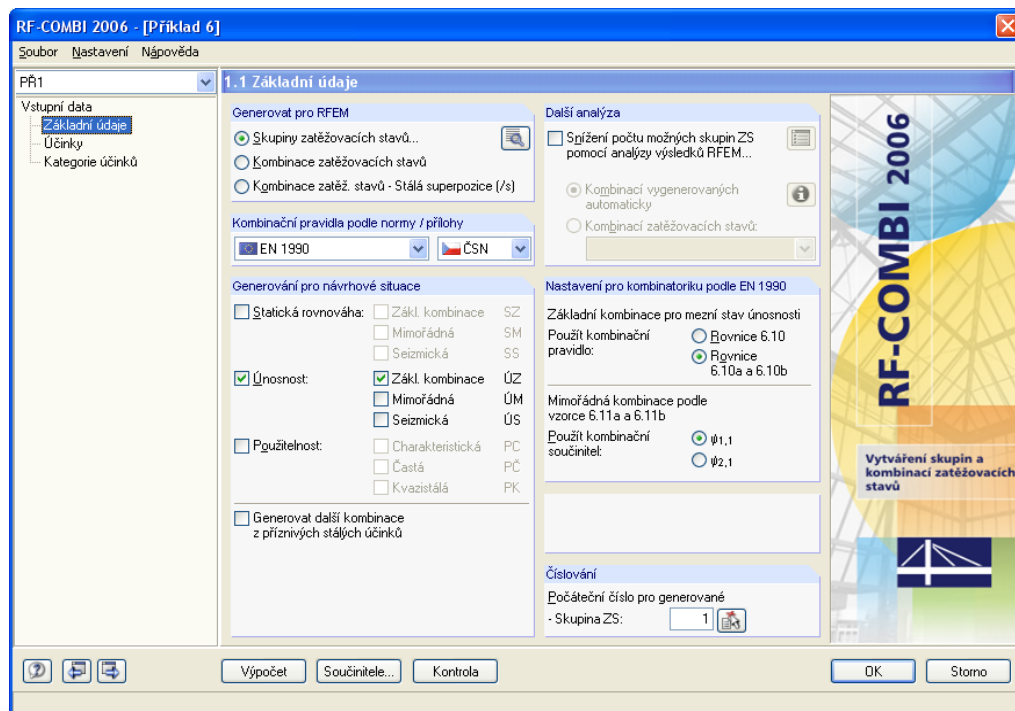 RF-COMBI 2006 - [Příklad 6]
Soubor Nastavení Nápověda
PŘ1
1.1 Základní údaje
Vstupní data
Základní údaje
Účinky
Kategorie účinků
Generovat pro RFEM
Skupiny zatěžovacích stavů...
Kombinace zatěžovacích stavů
Kombinace zatěž. stavů - Stálá superpozice (/s)
Kombinační pravidla podle normy / přílohy
EN 1990 ČSN
Generování pro návrhové situace
Statická rovnováha: Zákl. kombinace SZ
Mimořádná SM
Seizmická SS
Únosnost: Zákl. kombinace ÚZ
Mimořádná ÚM
Seizmická ÚS
Použitelnost: Charakteristická PC
Častá PČ
Kvazistálá PK
Generovat další kombinace
z příznivých stálých účinků
Další analýza
Snížení počtu možných skupin ZS
pomocí analýzy výsledků RFEM...
Kombinací vygenerovaných
automaticky
Kombinací zatěžovacích stavů:
Nastavení pro kombinatoriku podle EN 1990
Základní kombinace pro mezní stav únosnosti
Použít kombinační
pravidlo:
Rovnice 6.10
Rovnice
6.10a a 6.10b
Mimořádná kombinace podle
vzorce 6.11a a 6.11b
Použít kombinační
součinitel:
ψ1,1
ψ2,1
Číslování
Počáteční číslo pro generované
- Skupina ZS: 1
RF-COMBI 2006
Vytváření skupin a
kombinací zatěžovacích
stavů
Výpočet Součinitele... Kontrola OK Storno